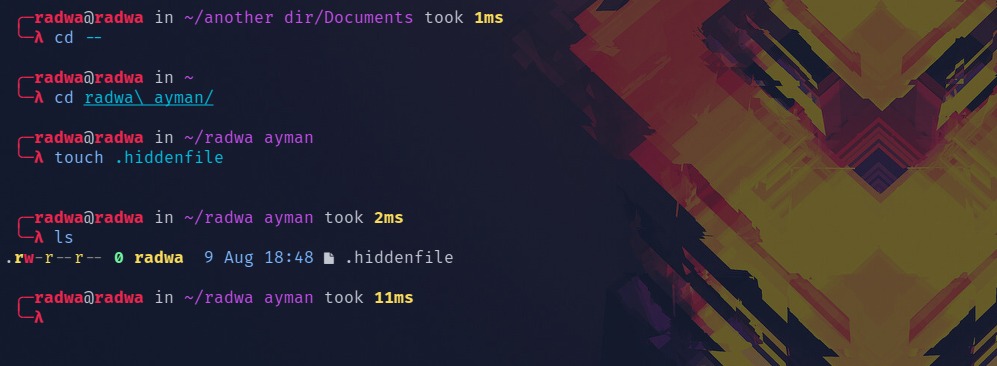 ╭─radwa@radwa in ~/another dir/Documents took 1ms
╰─λ cd --
╭─radwa@radwa in ~
╰─λ cd radwa\ ayman/
╭─radwa@radwa in ~/radwa ayman
╰─λ touch .hiddenfile
╭─radwa@radwa in ~/radwa ayman took 2ms
╰─λ ls
.rw-r--r-- 0 radwa  9 Aug 18:48 .hiddenfile
╭─radwa@radwa in ~/radwa ayman took 11ms
╰─λ